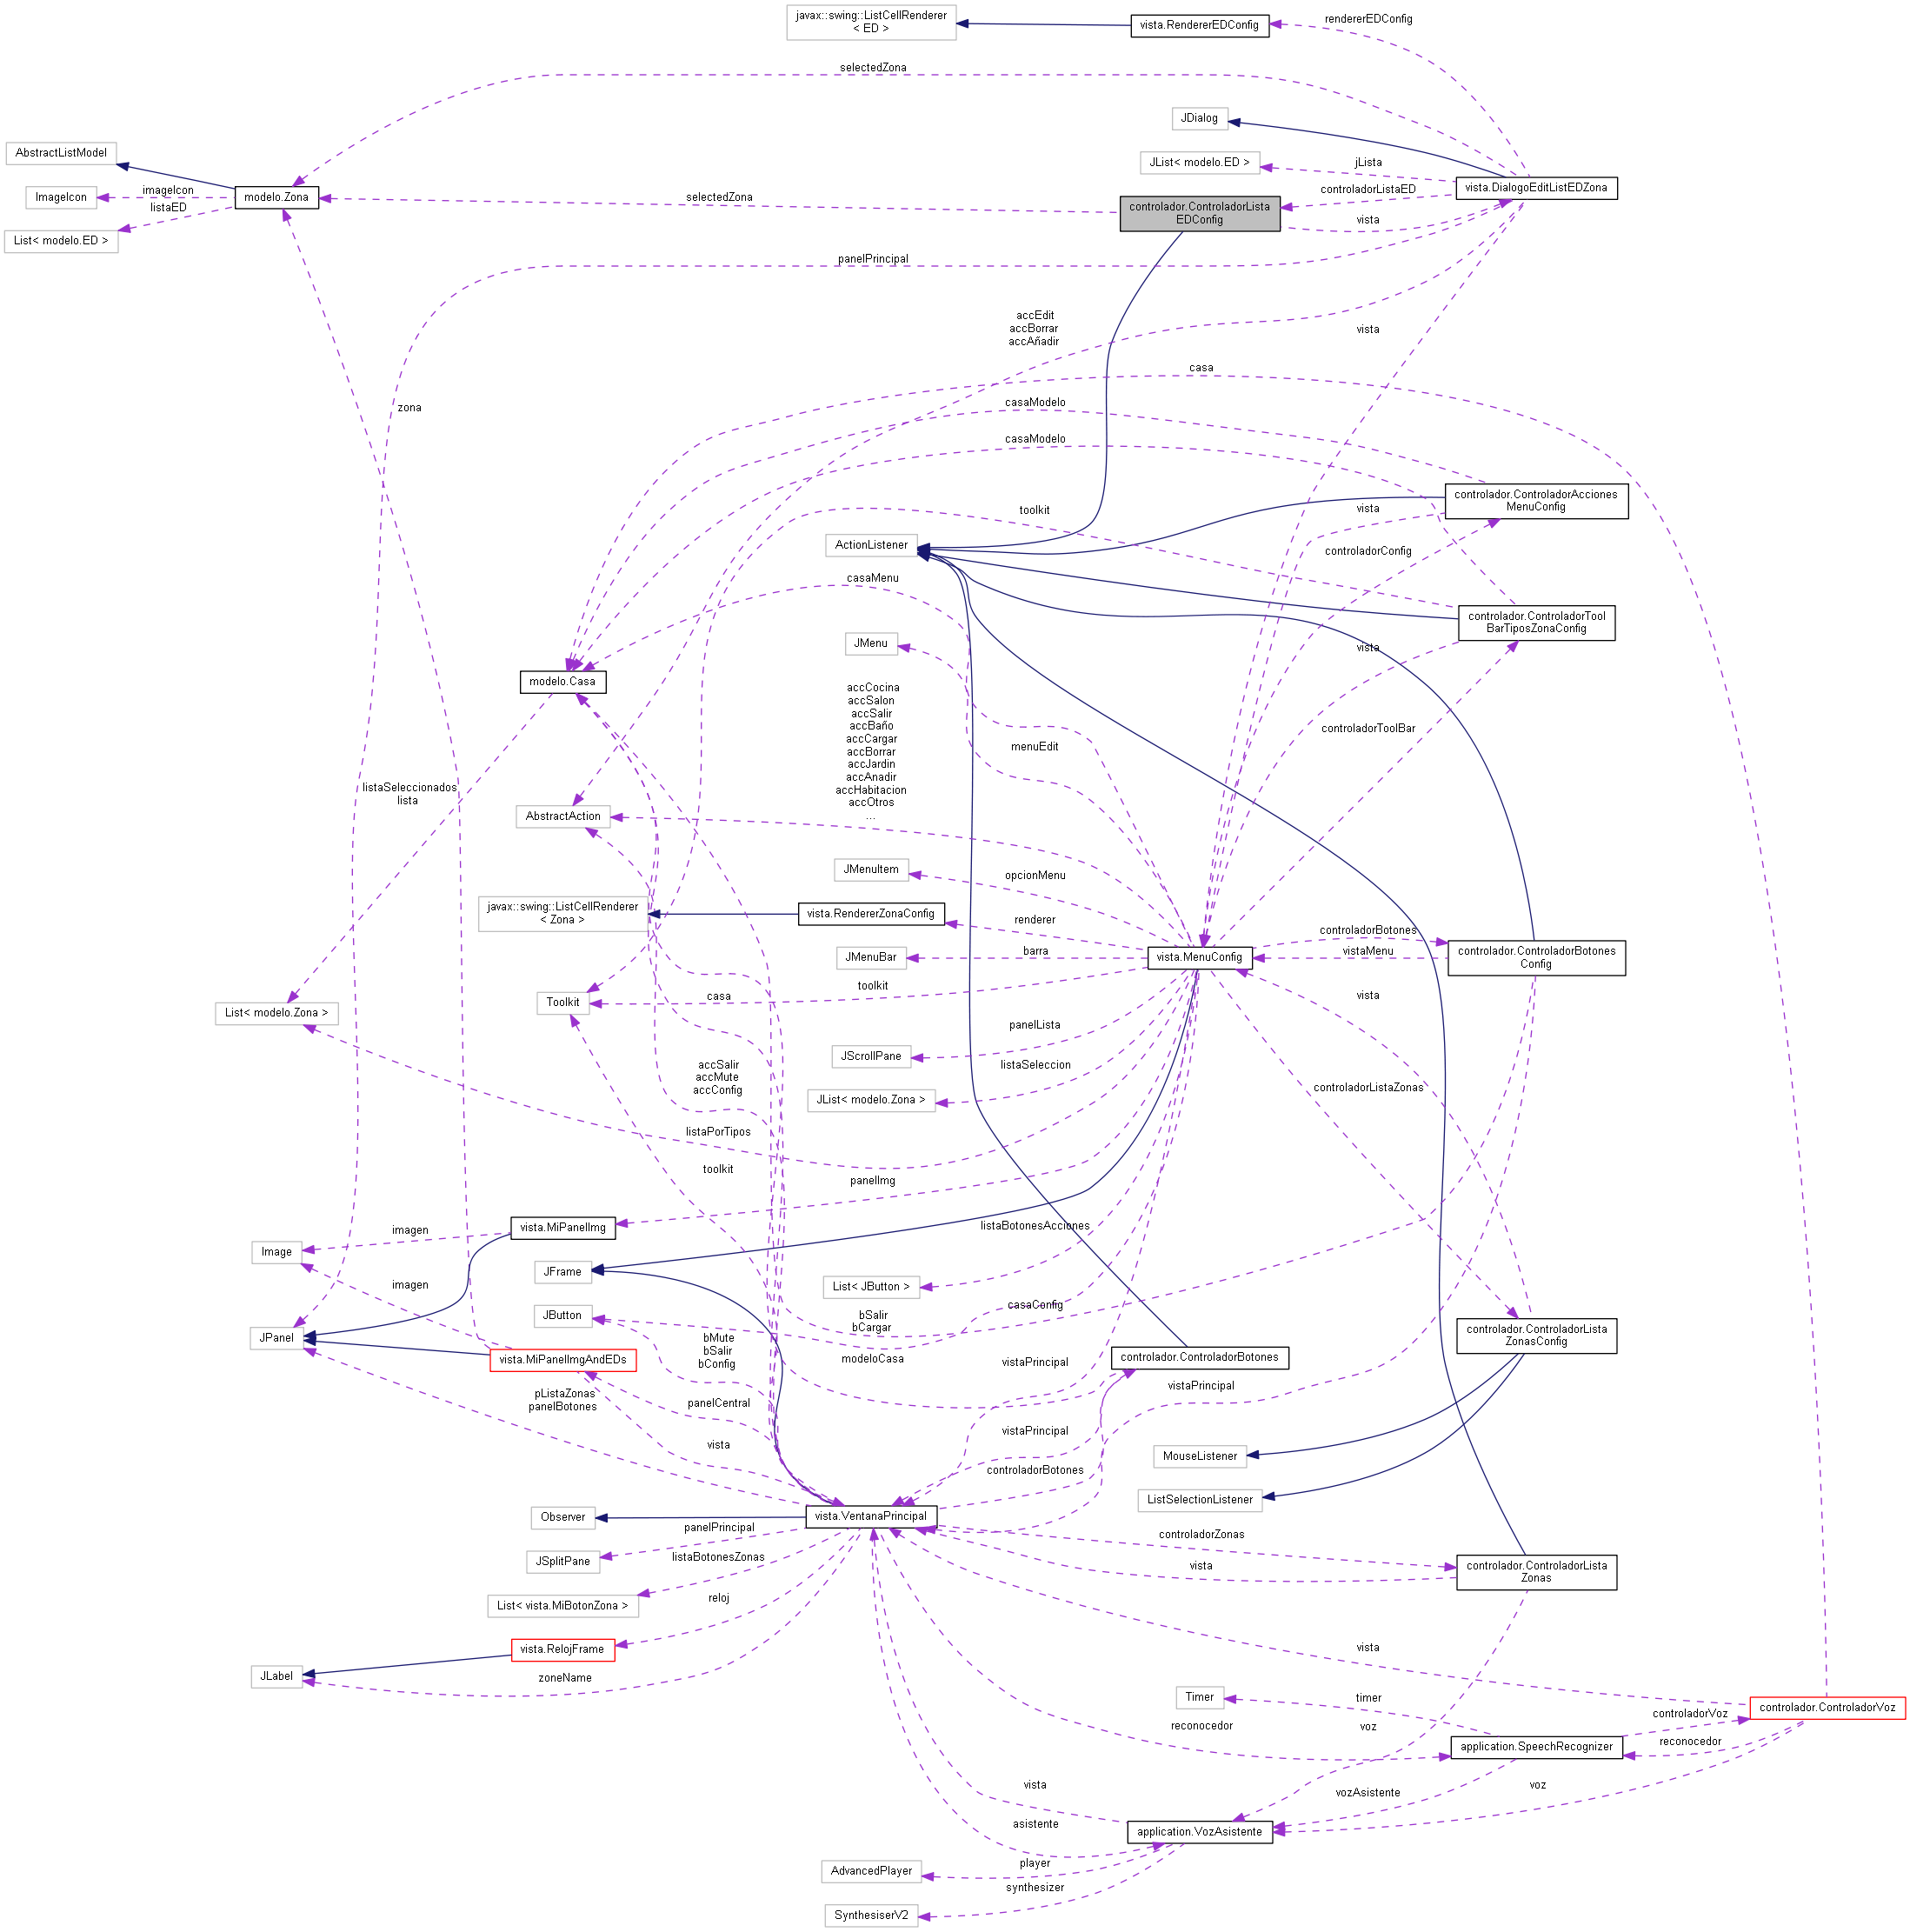 javax::swing::ListCellRenderer
< ED >
vista.RendererEDConfig
rendererEDConfig
selectedZona
JDialog
AbstractListModel
JList< modelo.ED >
jLista
vista.DialogoEditListEDZona
imageIcon
ImageIcon
modelo.Zona
listaED
selectedZona
controladorListaED
controlador.ControladorLista
EDConfig
vista
List< modelo.ED >
panelPrincipal
accEdit
accBorrar
accAñadir
vista
casa
zona
casaModelo
casaModelo
controlador.ControladorAcciones
MenuConfig
toolkit
vista
ActionListener
controladorConfig
casaMenu
controlador.ControladorTool
BarTiposZonaConfig
JMenu
vista
modelo.Casa
accCocina
accSalon
accSalir
accBaño
accCargar
accBorrar
accJardin
accAnadir
accHabitacion
accOtros
...
controladorToolBar
menuEdit
listaSeleccionados
lista
AbstractAction
JMenuItem
opcionMenu
javax::swing::ListCellRenderer
< Zona >
vista.RendererZonaConfig
renderer
controladorBotones
JMenuBar
barra
vista.MenuConfig
vistaMenu
controlador.ControladorBotones
Config
toolkit
casa
vista
Toolkit
List< modelo.Zona >
panelLista
JScrollPane
accSalir
accMute
accConfig
listaSeleccion
controladorListaZonas
JList< modelo.Zona >
listaPorTipos
toolkit
panelImg
vista.MiPanelImg
imagen
listaBotonesAcciones
Image
JFrame
imagen
List< JButton >
casaConfig
bSalir
bCargar
JButton
JPanel
bMute
bSalir
bConfig
controlador.ControladorLista
ZonasConfig
vista.MiPanelImgAndEDs
modeloCasa
vistaPrincipal
controlador.ControladorBotones
vistaPrincipal
pListaZonas
panelBotones
panelCentral
vistaPrincipal
vista
MouseListener
controladorBotones
ListSelectionListener
Observer
vista.VentanaPrincipal
panelPrincipal
controladorZonas
JSplitPane
listaBotonesZonas
vista
controlador.ControladorLista
Zonas
List< vista.MiBotonZona >
reloj
vista.RelojFrame
vista
JLabel
zoneName
Timer
timer
controlador.ControladorVoz
controladorVoz
reconocedor
voz
application.SpeechRecognizer
reconocedor
vista
vozAsistente
voz
asistente
application.VozAsistente
AdvancedPlayer
player
synthesizer
SynthesiserV2